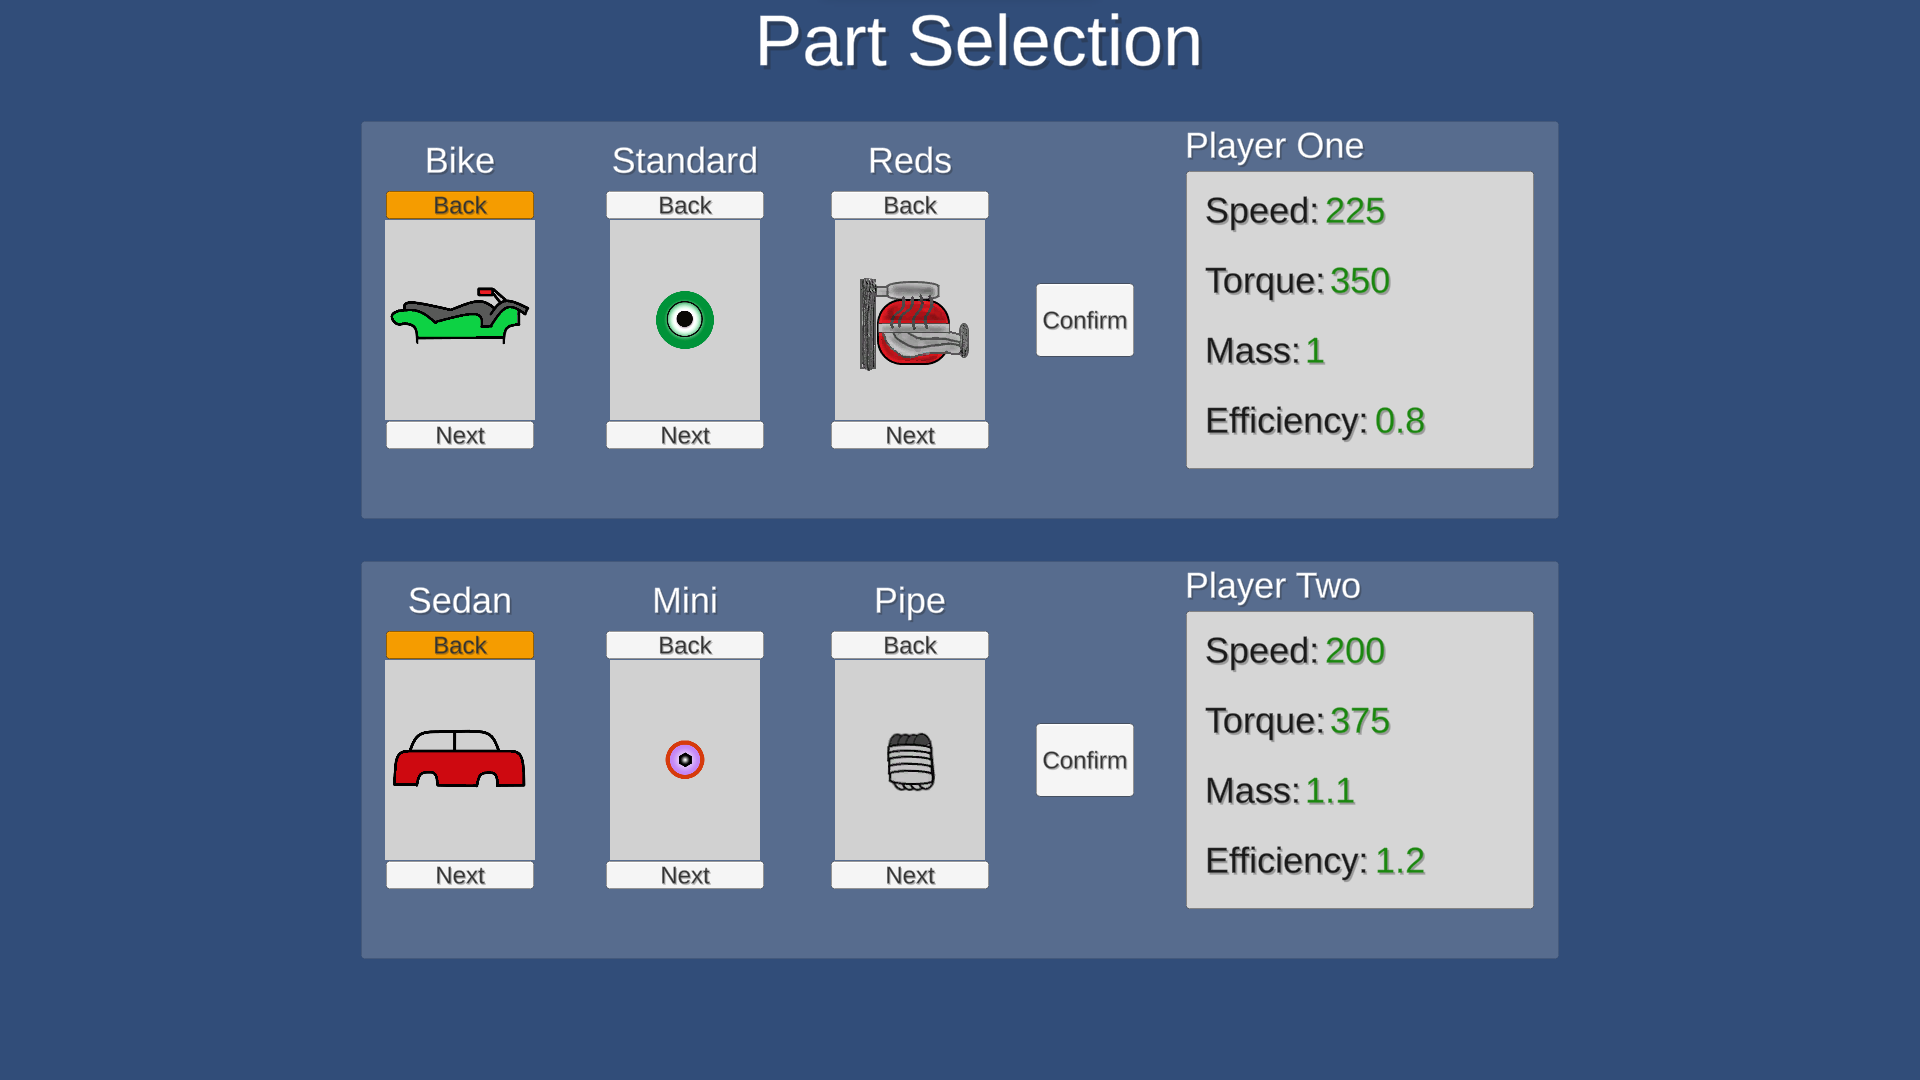 Part Selection
Bike
Back
Next
Standard
Back
Next
Reds
Back
Next
Confirm
Player One
Speed: 225
Torque: 350
Mass: 1
Efficiency: 0.8
Sedan
Back
Next
Mini
Back
Next
Pipe
Back
Next
Confirm
Player Two
Speed: 200
Torque: 375
Mass: 1.1
Efficiency: 1.2